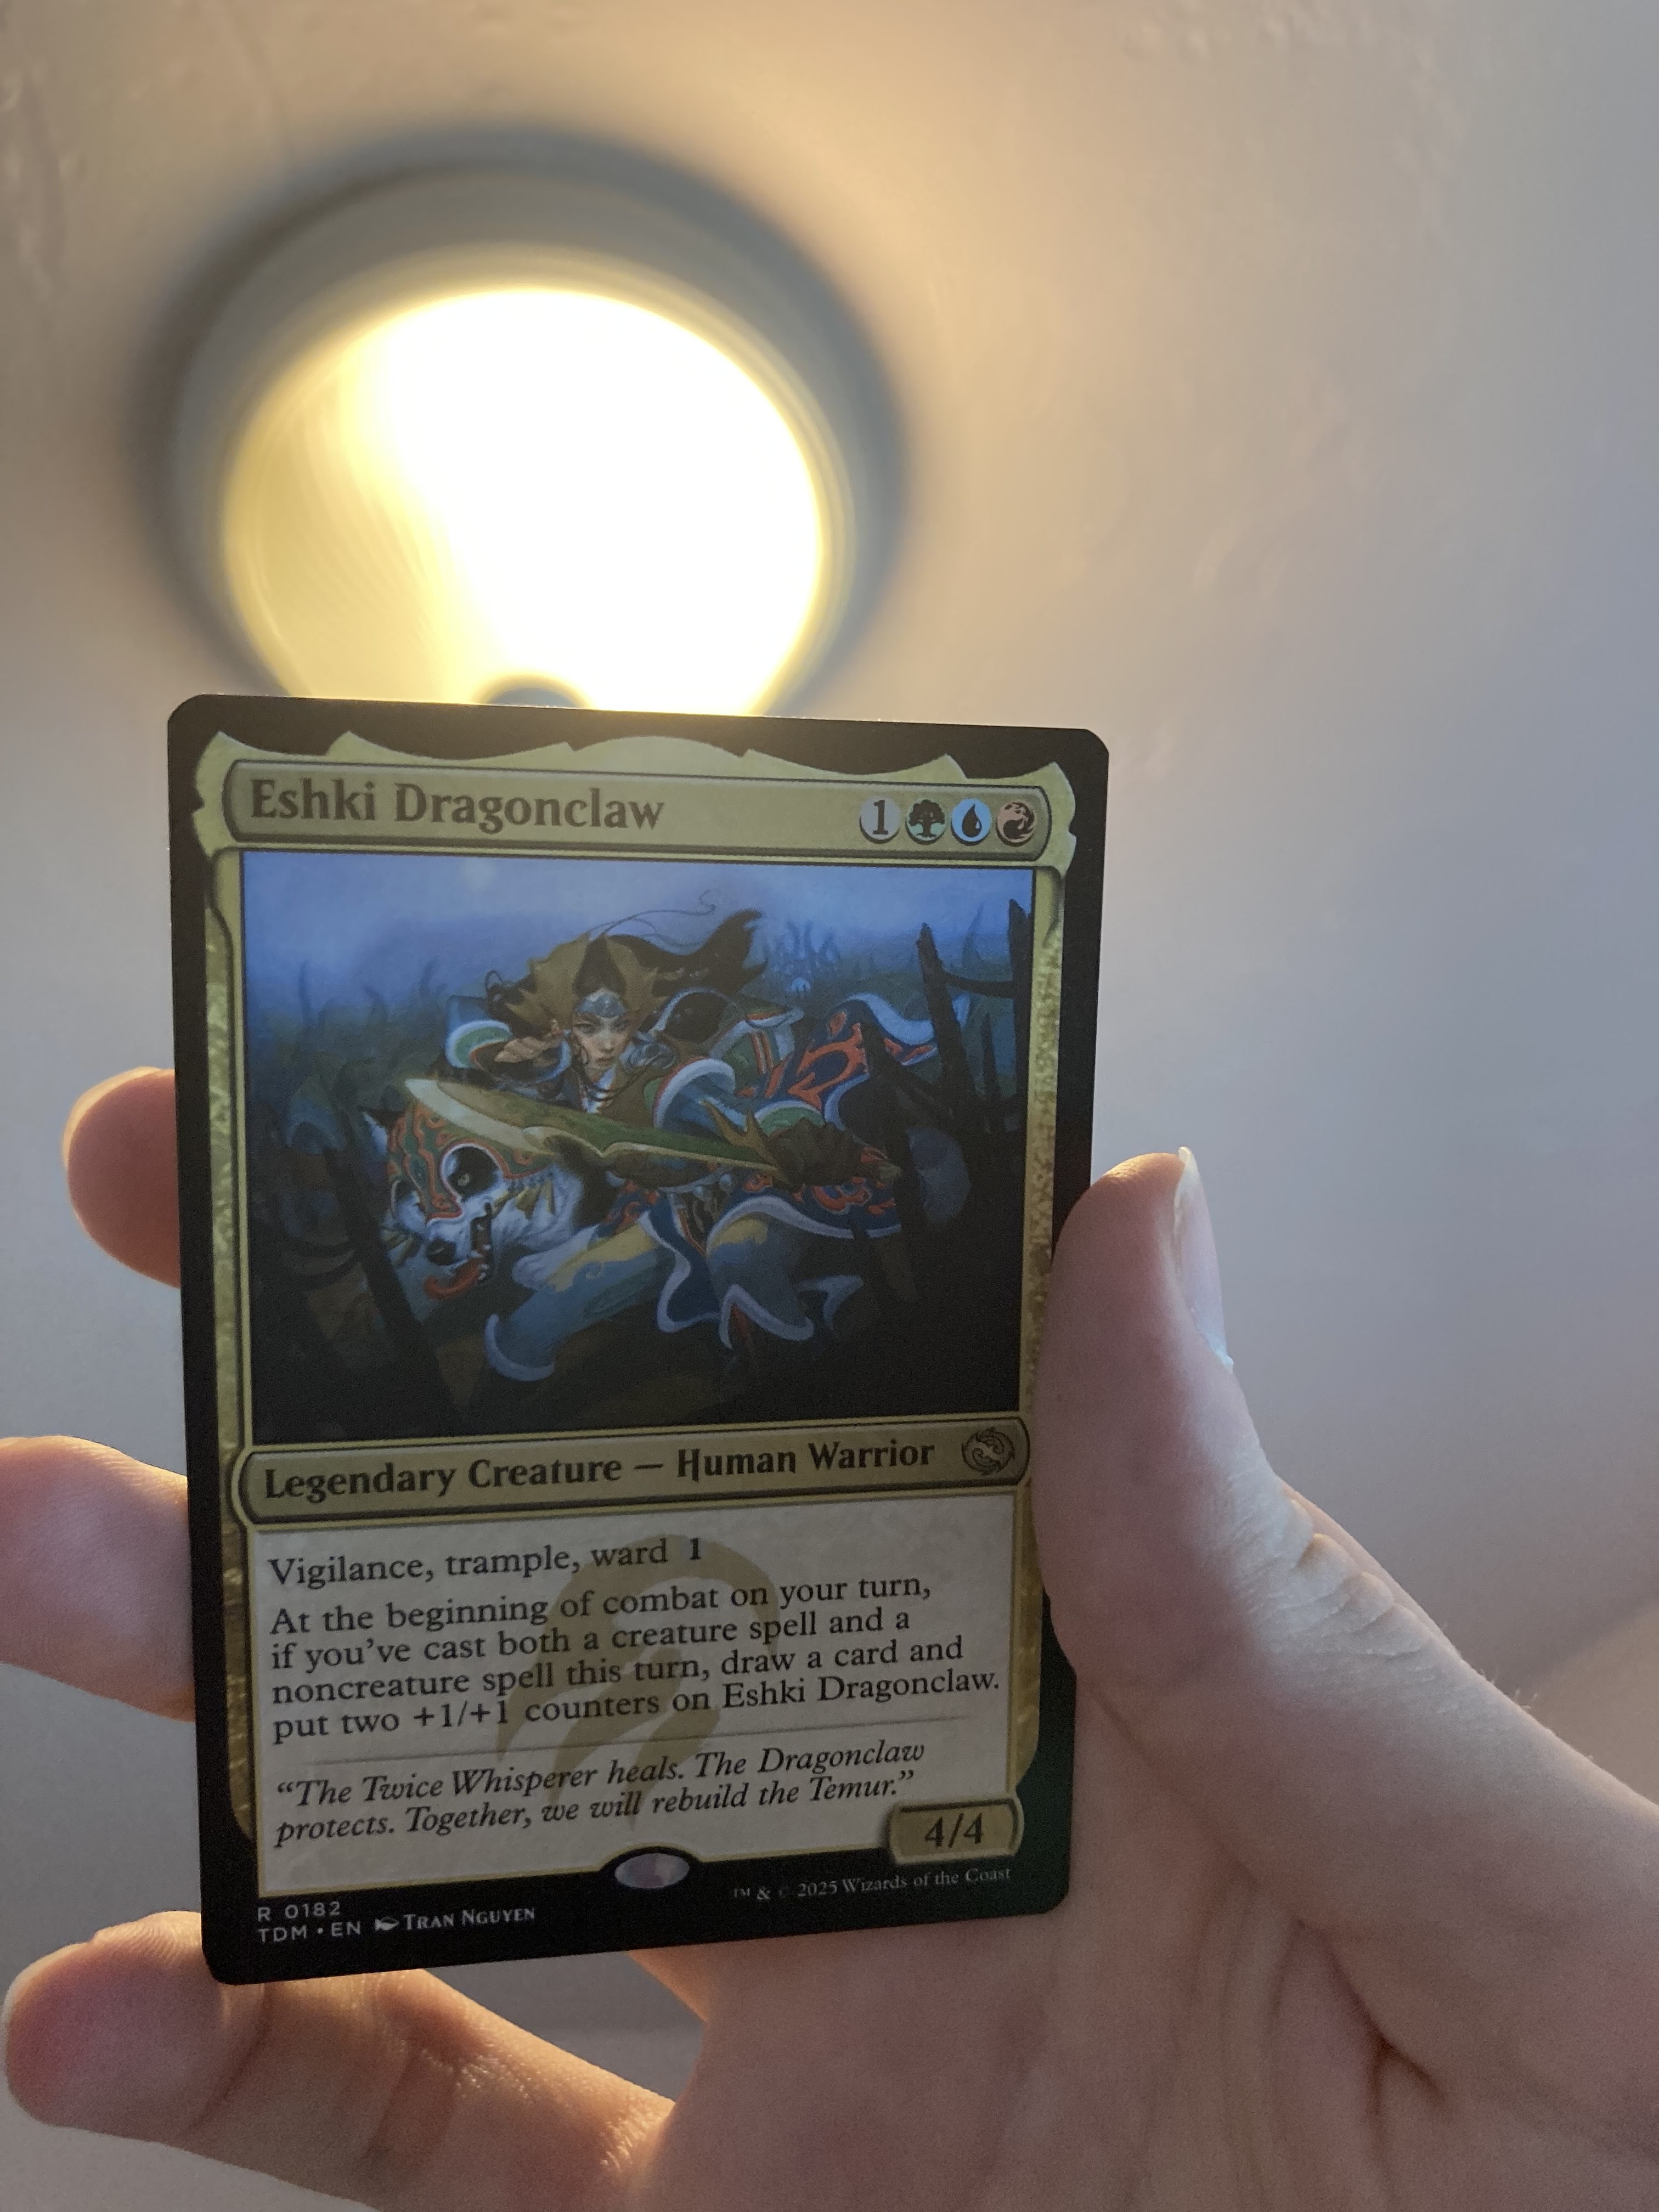 Eshki Dragonclaw 1
Legendary Creature — Human Warrior
Vigilance, trample, ward 1
At the beginning of combat on your turn,
if you've cast both a creature spell and a
noncreature spell this turn, draw a card and
put two +1/+1 counters on Eshki Dragonclaw.
“The Twice Whisperer heals. The Dragonclaw
protects. Together, we will rebuild the Temur.”
4/4
R 0182
TDM • EN TRAN NGUYEN
™ & © 2025 Wizards of the Coast